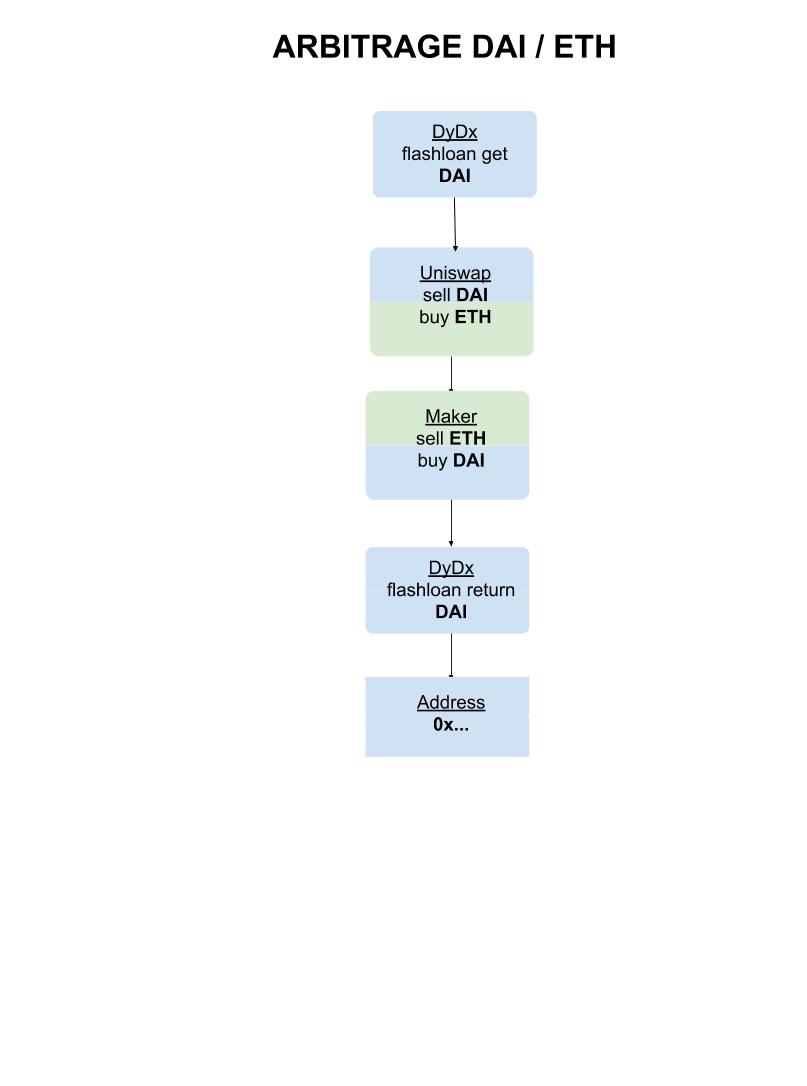 ARBITRAGE DAI / ETH
DyDx
flashloan get
DAI
Uniswap
sell DAI
buy ETH
Maker
sell ETH
buy DAI
DyDx
flashloan return
DAI
Address
0x...